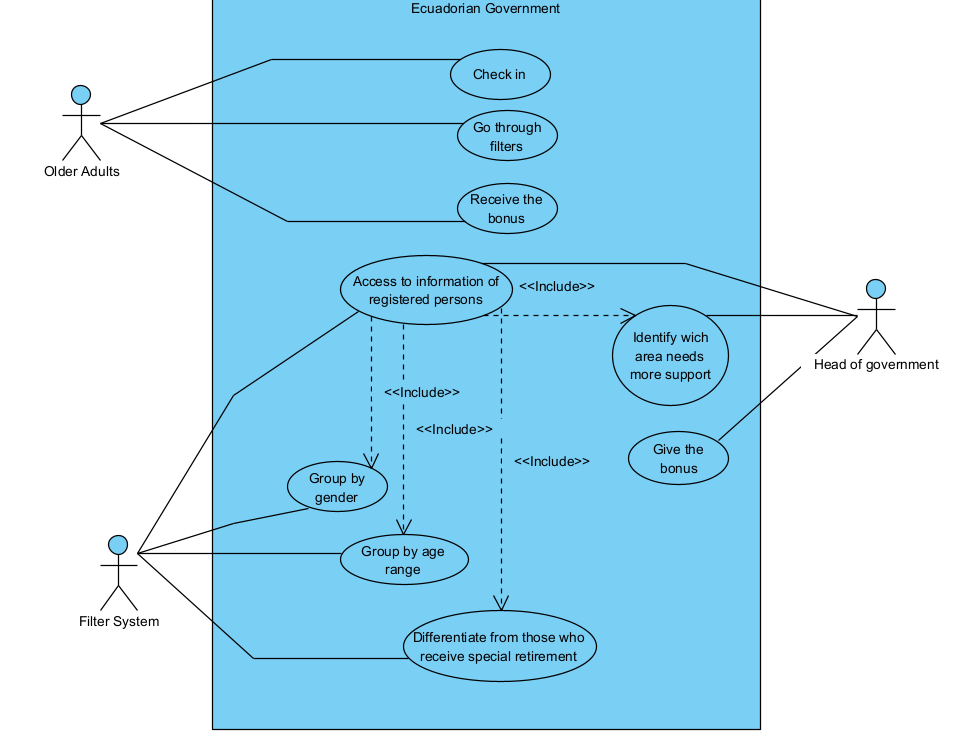 Ecuadorian Government
Check in
Go through
filters
Older Adults
Receive the
bonus
Access to information of
registered persons
<<Include>>
Identify wich
area needs
more support
Head of government
<<Include>>
<<Include>>
Give the
bonus
<<Include>>
Group by
gender
Group by age
range
Filter System
Differentiate from those who
receive special retirement